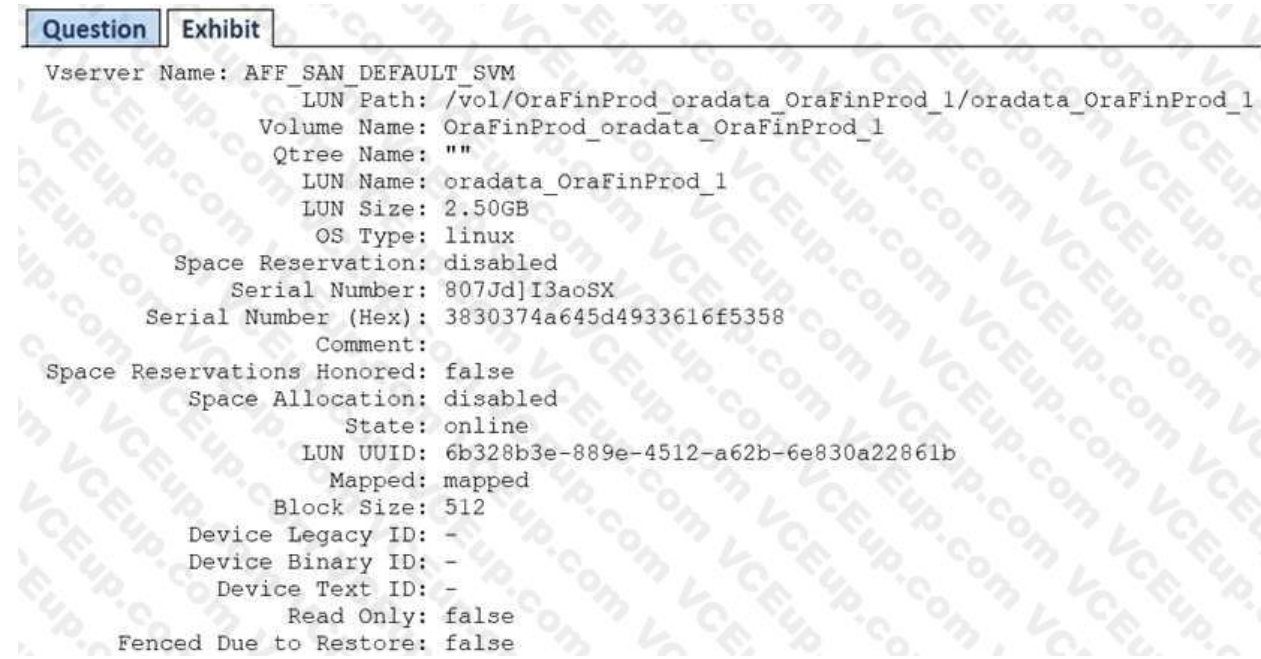 Question Exhibit
Vserver Name: AFF_SAN_DEFAULT_SVM
LUN Path: /vol/OraFinProd_oradata_OraFinProd_1/oradata_OraFinProd_1
Volume Name: OraFinProd_oradata_OraFinProd_1
Qtree Name: ""
LUN Name: oradata_OraFinProd_1
LUN Size: 2.50GB
OS Type: linux
Space Reservation: disabled
Serial Number: 807Jd]I3aoSX
Serial Number (Hex): 3830374a645d4933616f5358
Comment:
Space Reservations Honored: false
Space Allocation: disabled
State: online
LUN UUID: 6b328b3e-889e-4512-a62b-6e830a22861b
Mapped: mapped
Block Size: 512
Device Legacy ID: -
Device Binary ID: -
Device Text ID: -
Read Only: false
Fenced Due to Restore: false
VCEup.com